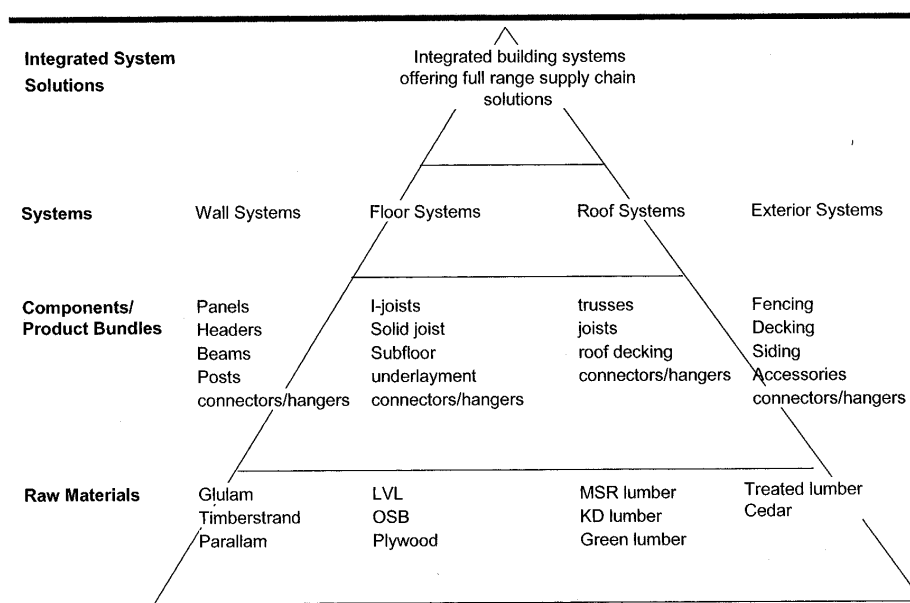 Integrated System
Solutions
Integrated building systems
offering full range supply chain
solutions
Systems
Wall Systems
Floor Systems
Roof Systems
Exterior Systems
Components/
Product Bundles
Panels
Headers
Beams
Posts
connectors/hangers
I-joists
Solid joist
Subfloor
underlayment
connectors/hangers
trusses
joists
roof decking
connectors/hangers
Fencing
Decking
Siding
Accessories
connectors/hangers
Raw Materials
Glulam
Timberstrand
Parallam
LVL
OSB
Plywood
MSR lumber
KD lumber
Green lumber
Treated lumber
Cedar